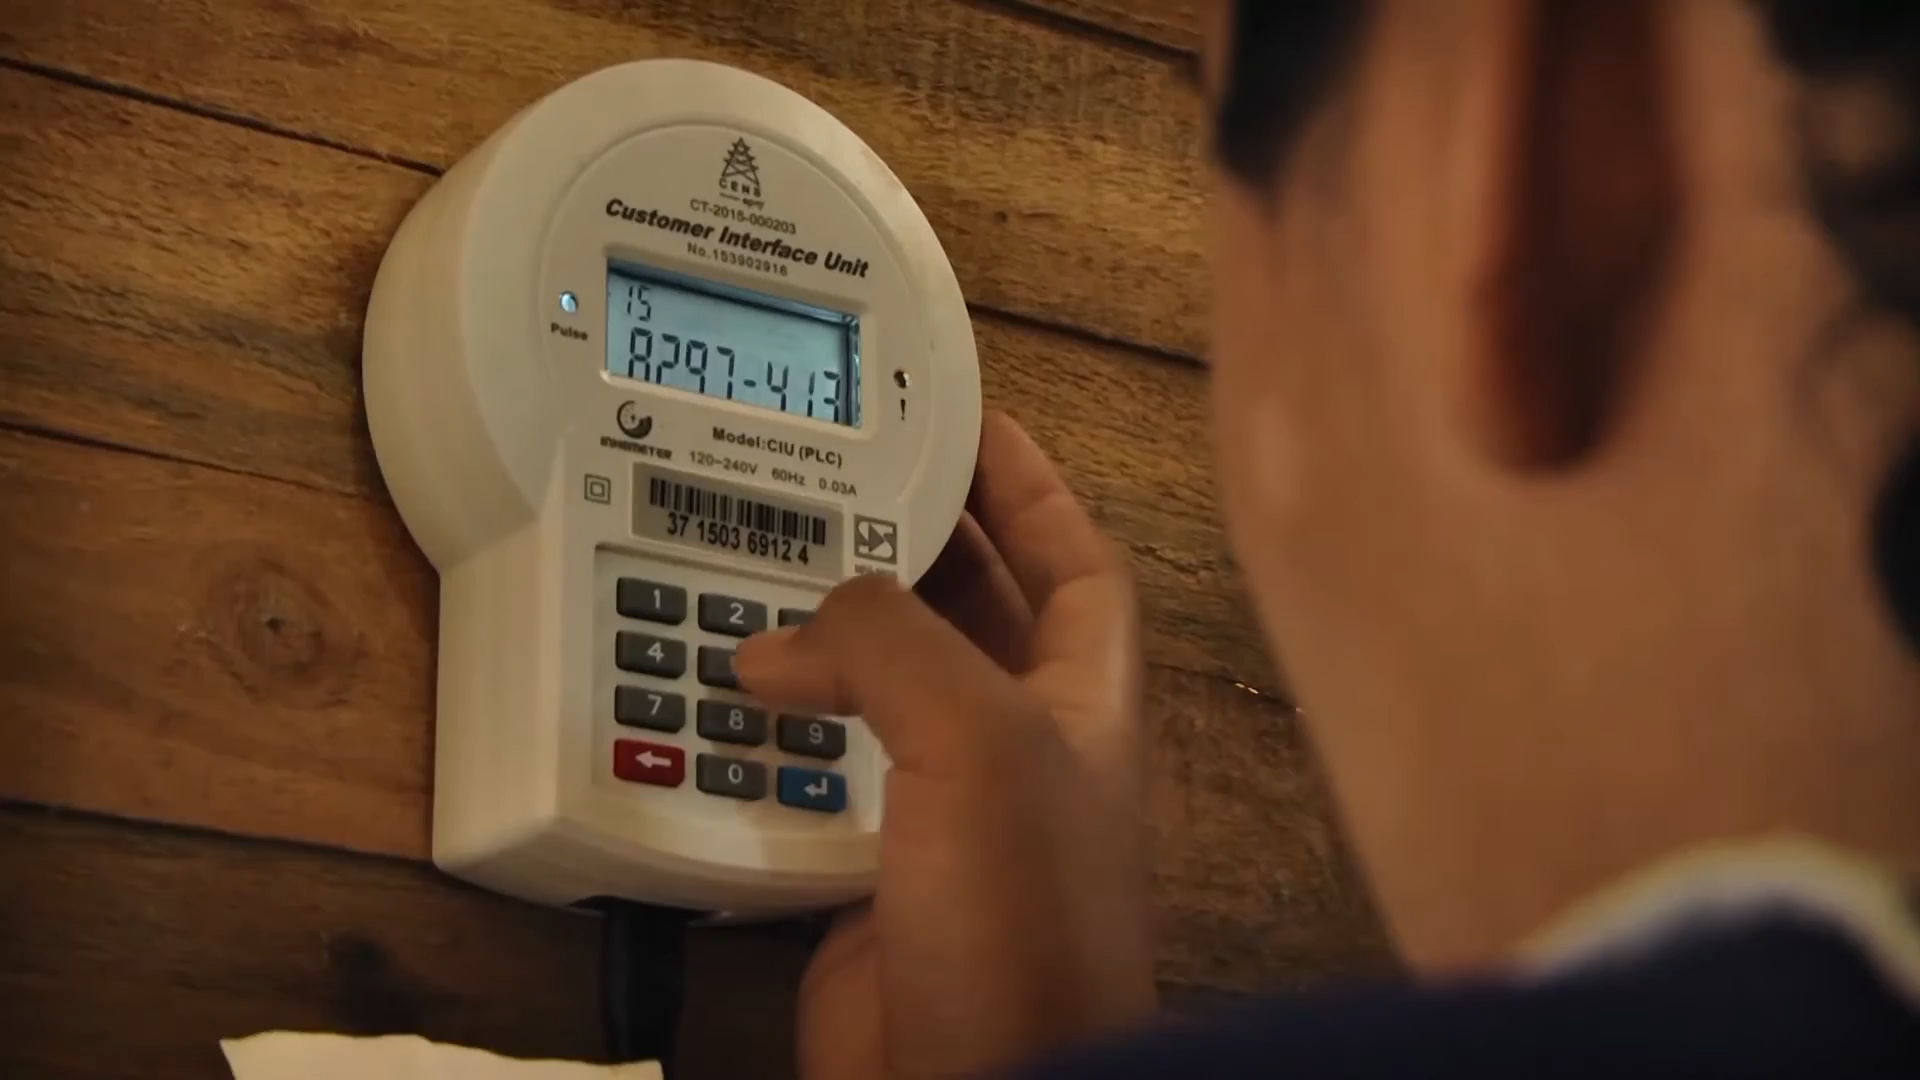 CENS
epm
CT-2015-000203
Customer Interface Unit
No.153902916
15
8297-413
Pulse
!
INHEMETER
Model:CIU (PLC)
120~240V 60Hz 0.03A
37 1503 6912 4
1 2
4
7 8 9
0